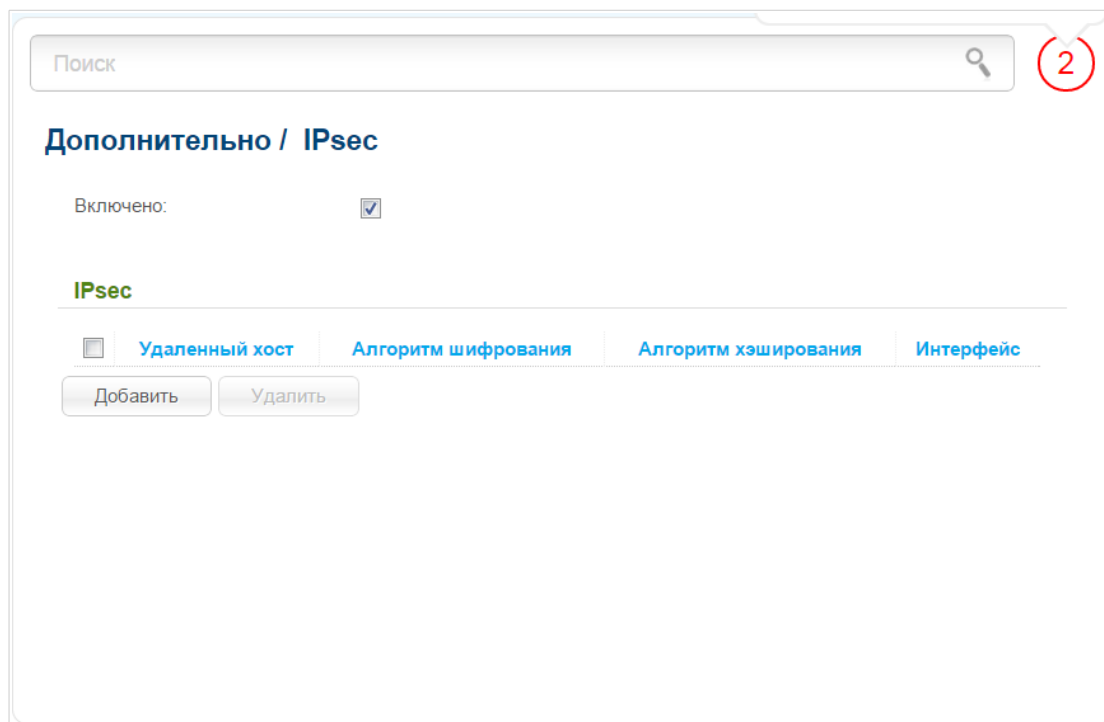 Поиск
2
Дополнительно / IPsec
Включено:
IPsec
Удаленный хост Алгоритм шифрования Алгоритм хэширования Интерфейс
Добавить Удалить